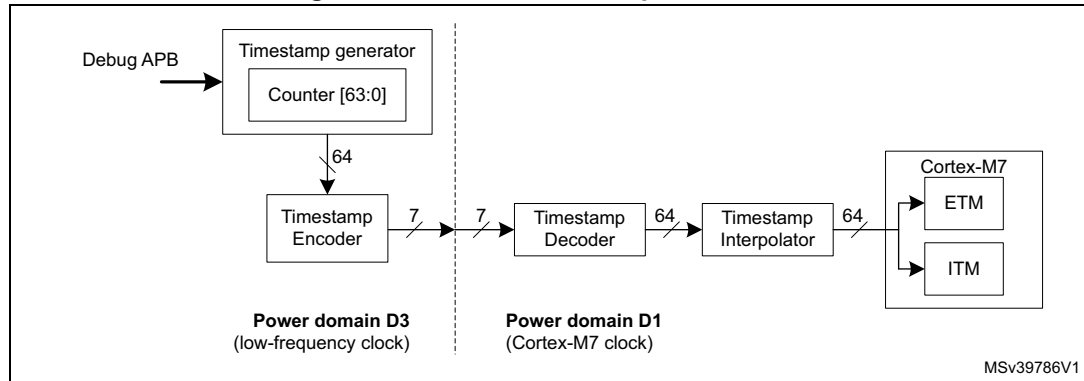 Debug APB
Timestamp generator
Counter [63:0]
64
Timestamp
Encoder
7
7
Timestamp
Decoder
64
Timestamp
Interpolator
64
Cortex-M7
ETM
ITM
Power domain D3
(low-frequency clock)
Power domain D1
(Cortex-M7 clock)
MSv39786V1